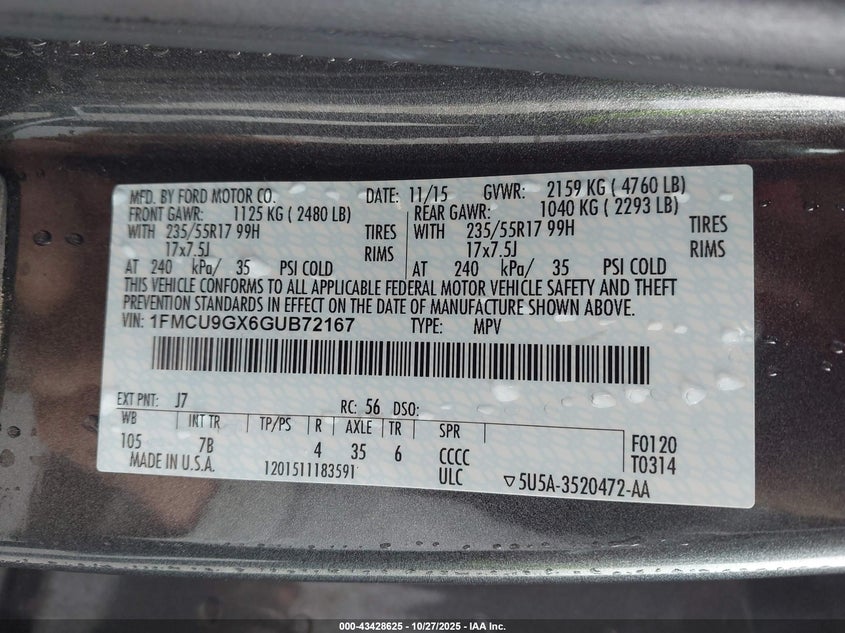 MFD. BY FORD MOTOR CO. DATE: 11/15 GVWR: 2159 KG ( 4760 LB)
FRONT GAWR: 1125 KG ( 2480 LB) REAR GAWR: 1040 KG ( 2293 LB)
WITH 235/55R17 99H TIRES WITH 235/55R17 99H TIRES
17x7.5J RIMS 17x7.5J RIMS
AT 240 kPa/ 35 PSI COLD AT 240 kPa/ 35 PSI COLD
THIS VEHICLE CONFORMS TO ALL APPLICABLE FEDERAL MOTOR VEHICLE SAFETY AND THEFT
PREVENTION STANDARDS IN EFFECT ON THE DATE OF MANUFACTURE SHOWN ABOVE.
VIN: 1FMCU9GX6GUB72167 TYPE: MPV
EXT PNT: J7 RC: 56 DSO:
WB INT TR TP/PS R AXLE TR SPR
105 7B 4 35 6 CCCC F0120
MADE IN U.S.A. 1201511183591 ULC T0314
▽5U5A-3520472-AA
000-43428625 | 10/27/2025 | IAA Inc.